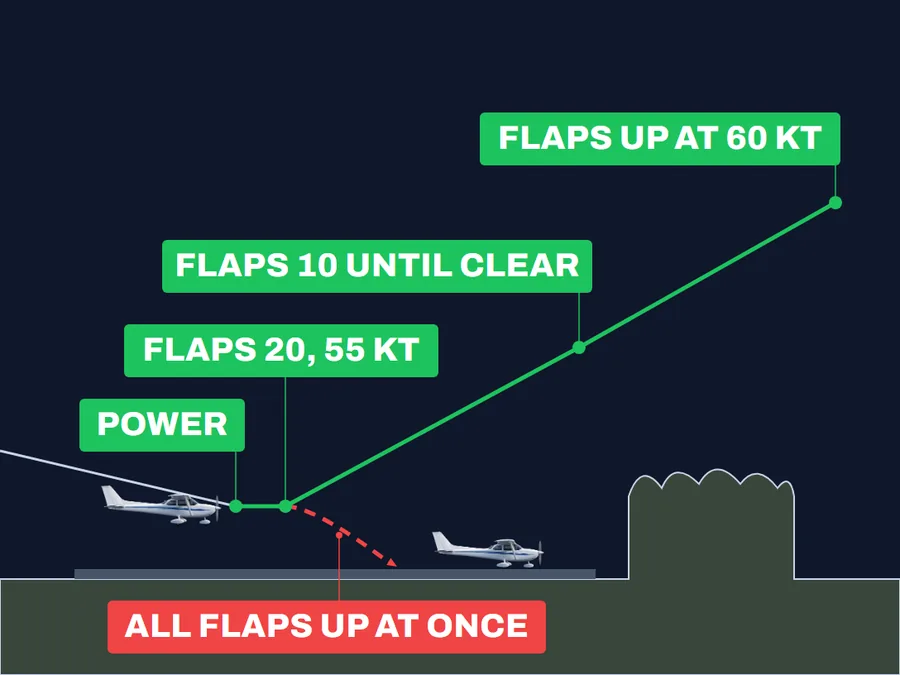 FLAPS UP AT 60 KT
FLAPS 10 UNTIL CLEAR
FLAPS 20, 55 KT
POWER
ALL FLAPS UP AT ONCE